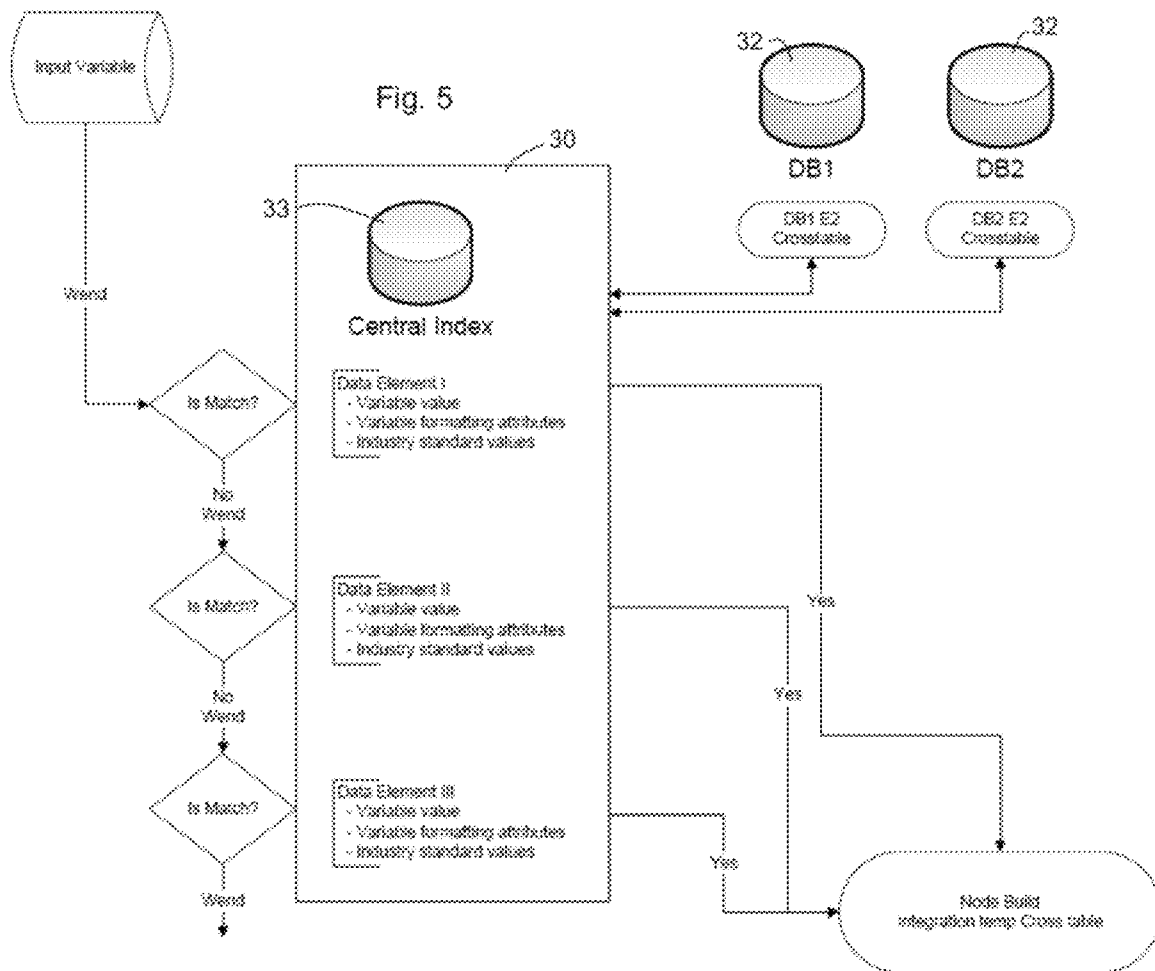 Input Variable
32
32
Fig. 5
30
DB1
DB2
33
DB1 E2
Crosstable
DB2 E2
Crosstable
Wend
Central Index
Is Match?
Data Element I
- Variable value
- Variable formatting attributes
- Industry standard values
No
Wend
Is Match?
Data Element II
- Variable value
- Variable formatting attributes
- Industry standard values
Yes
Yes
No
Wend
Is Match?
Data Element III
- Variable value
- Variable formatting attributes
- Industry standard values
Yes
Wend
Node Build
Integration temp Cross table